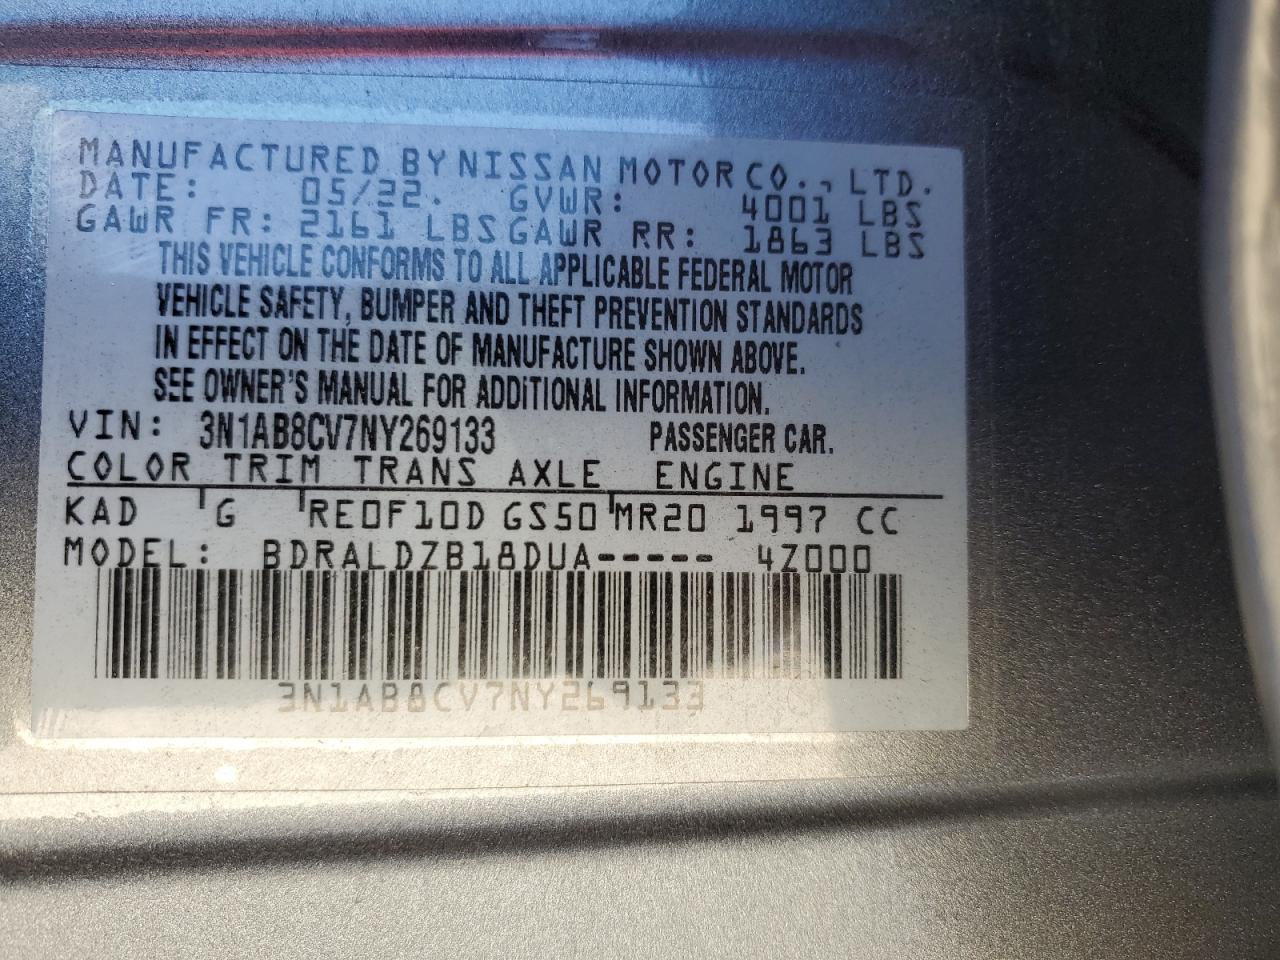 MANUFACTURED BY NISSAN MOTOR CO., LTD.
DATE: 05/22. GVWR: 4001 LBS
GAWR FR: 2161 LBS GAWR RR: 1863 LBS
THIS VEHICLE CONFORMS TO ALL APPLICABLE FEDERAL MOTOR
VEHICLE SAFETY, BUMPER AND THEFT PREVENTION STANDARDS
IN EFFECT ON THE DATE OF MANUFACTURE SHOWN ABOVE.
SEE OWNER'S MANUAL FOR ADDITIONAL INFORMATION.
VIN: 3N1AB8CV7NY269133 PASSENGER CAR.
COLOR TRIM TRANS AXLE ENGINE
KAD G RE0F10D GS50 MR20 1997 CC
MODEL: BDRALDZB18DUA----- 4Z000
3N1AB8CV7NY269133